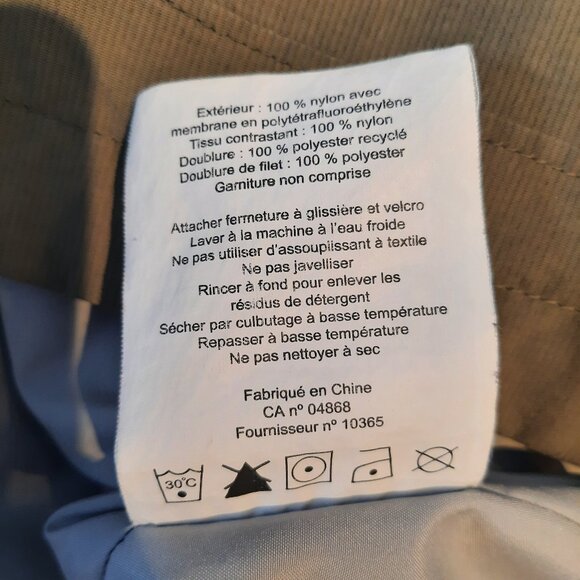 Extérieur : 100 % nylon avec
membrane en polytétrafluoroéthylène
Tissu contrastant : 100 % nylon
Doublure : 100 % polyester recyclé
Doublure de filet : 100 % polyester
Garniture non comprise
Attacher fermeture à glissière et velcro
Laver à la machine à l'eau froide
Ne pas utiliser d'assouplissant à textile
Ne pas javelliser
Rincer à fond pour enlever les
résidus de détergent
Sécher par culbutage à basse température
Repasser à basse température
Ne pas nettoyer à sec
Fabriqué en Chine
CA nº 04868
Fournisseur nº 10365
30°C